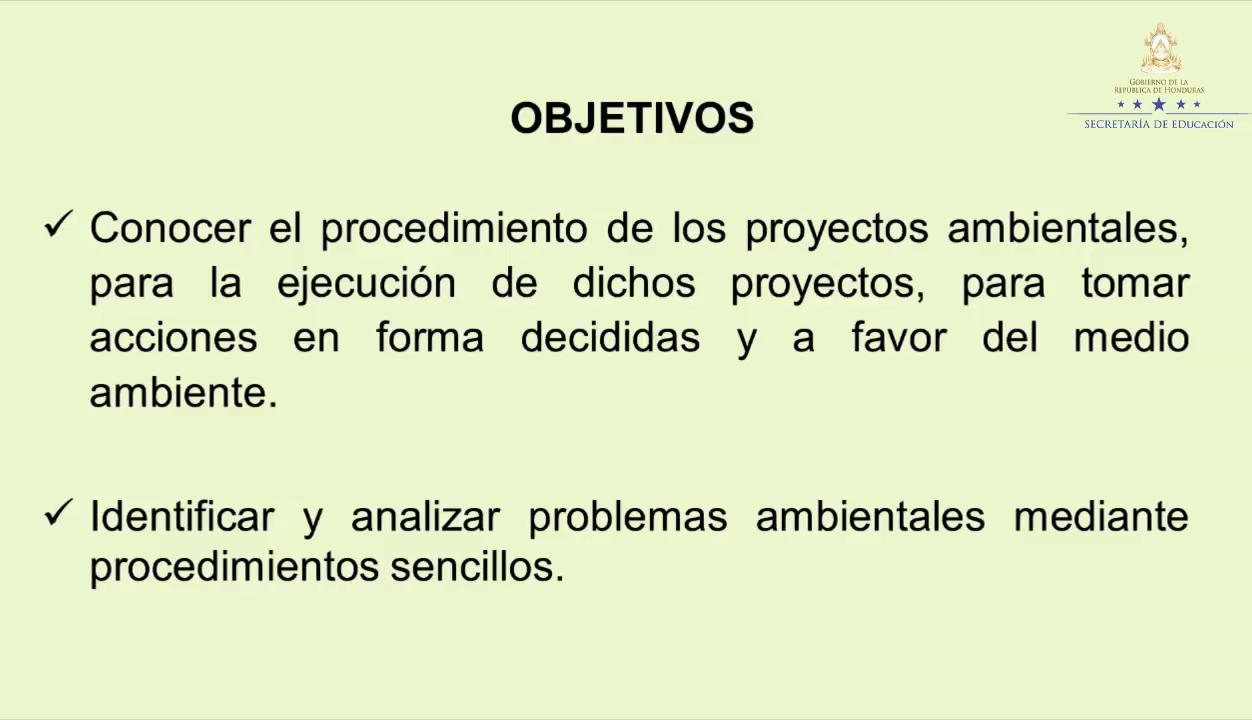 GOBIERNO DE LA
REPÚBLICA DE HONDURAS
SECRETARÍA DE EDUCACIÓN
OBJETIVOS
✓ Conocer el procedimiento de los proyectos ambientales,
para la ejecución de dichos proyectos, para tomar
acciones en forma decididas y a favor del medio
ambiente.
✓ Identificar y analizar problemas ambientales mediante
procedimientos sencillos.